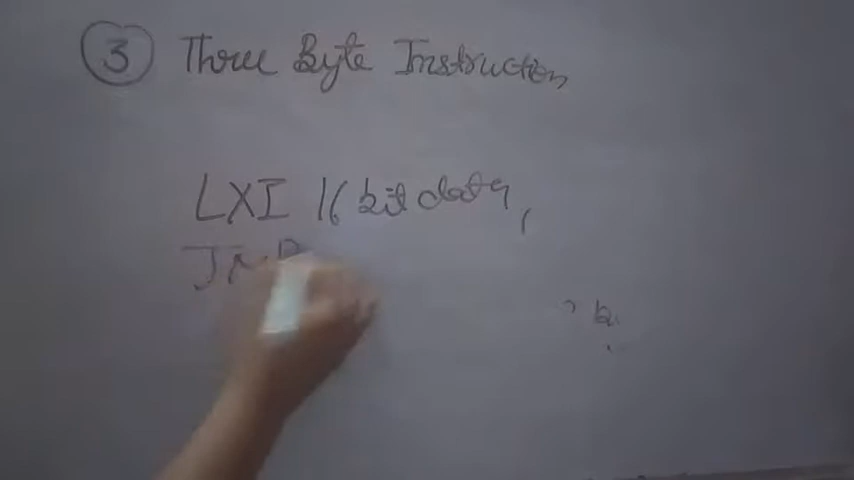 3 Three Byte Instruction
LXI 16 bit data,
JMP